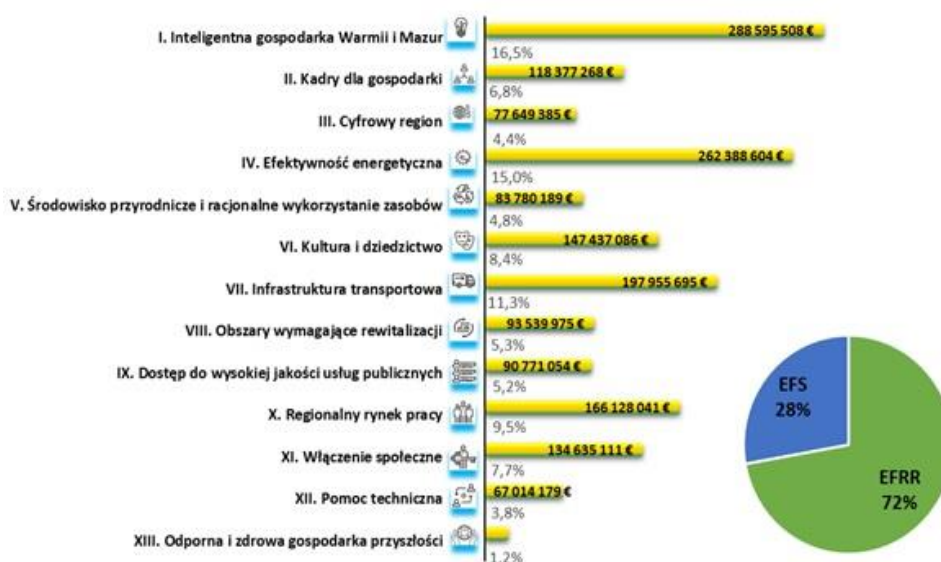 I. Inteligentna gospodarka Warmii i Mazur
288 595 508 €
16,5%
II. Kadry dla gospodarki
118 377 268 €
6,8%
III. Cyfrowy region
77 649 385 €
4,4%
IV. Efektywność energetyczna
262 388 604 €
15,0%
V. Środowisko przyrodnicze i racjonalne wykorzystanie zasobów
83 780 189 €
4,8%
VI. Kultura i dziedzictwo
147 437 086 €
8,4%
VII. Infrastruktura transportowa
197 955 695 €
11,3%
VIII. Obszary wymagające rewitalizacji
93 539 975 €
5,3%
IX. Dostęp do wysokiej jakości usług publicznych
90 771 054 €
5,2%
X. Regionalny rynek pracy
166 128 041 €
9,5%
XI. Włączenie społeczne
134 635 111 €
7,7%
XII. Pomoc techniczna
67 014 179 €
3,8%
XIII. Odporna i zdrowa gospodarka przyszłości
1,2%
EFS
28%
EFRR
72%